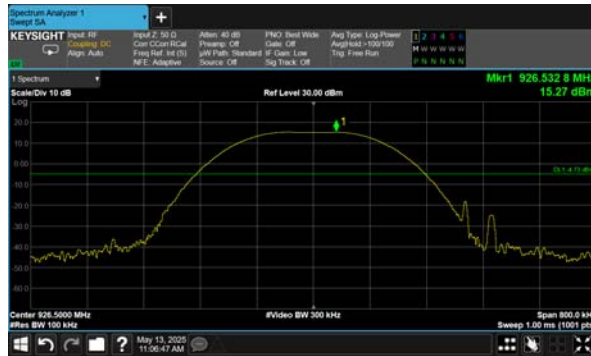 Spectrum Analyzer 1
Swept SA
+
KEYSIGHT
Input: RF
Coupling: DC
Align: Auto
Input Z: 50 Ω
Corr CCorr RCal
Freq Ref: Int (S)
NFE: Adaptive
Atten: 40 dB
Preamp: Off
µW Path: Standard
Source: Off
PNO: Best Wide
Gate: Off
IF Gain: Low
Sig Track: Off
Avg Type: Log-Power
Avg|Hold: >100/100
Trig: Free Run
1 2 3 4 5 6
M W W W W W
P N N N N N
1 Spectrum
Scale/Div 10 dB
Ref Level 30.00 dBm
Mkr1 926.532 8 MH
15.27 dBm
Log
1
20.0
10.0
0.00
-10.0
-20.0
-30.0
-40.0
-50.0
-60.0
Center 926.5000 MHz
#Video BW 300 kHz
Span 800.0 kH
#Res BW 100 kHz
Sweep 1.00 ms (1001 pts
?
May 13, 2025
11:06:47 AM